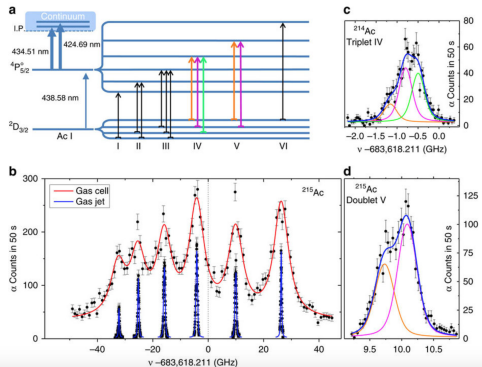 a
Continuum
I.P
434.51 nm
424.69 nm
⁴P°₅/₂
438.58 nm
²D₃/₂
Ac I
I
II
III
IV
V
VI
b
Gas cell
Gas jet
²¹⁵Ac
α Counts in 50 s
300
200
100
0
−40
−20
0
20
40
ν −683,618.211 (GHz)
c
²¹⁴Ac
Triplet IV
α Counts in 50 s
80
60
40
20
0
−2.0
−1.5
−1.0
−0.5
0.0
ν −683,618.211 (GHz)
d
²¹⁵Ac
Doublet V
α Counts in 50 s
125
100
75
50
25
0
9.5
10.0
10.5
ν −683,618.211 (GHz)